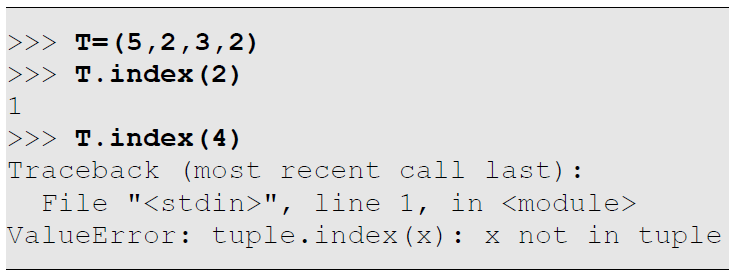 >>> T=(5,2,3,2)
>>> T.index(2)
1
>>> T.index(4)
Traceback (most recent call last):
  File "<stdin>", line 1, in <module>
ValueError: tuple.index(x): x not in tuple